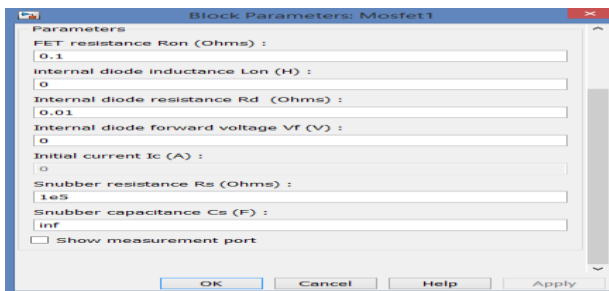 Block Parameters: Mosfet1
Parameters
FET resistance Ron (Ohms) :
0.1
Internal diode inductance Lon (H) :
0
Internal diode resistance Rd (Ohms) :
0.01
Internal diode forward voltage Vf (V) :
0
Initial current Ic (A) :
0
Snubber resistance Rs (Ohms) :
1e5
Snubber capacitance Cs (F) :
inf
Show measurement port
OK Cancel Help Apply